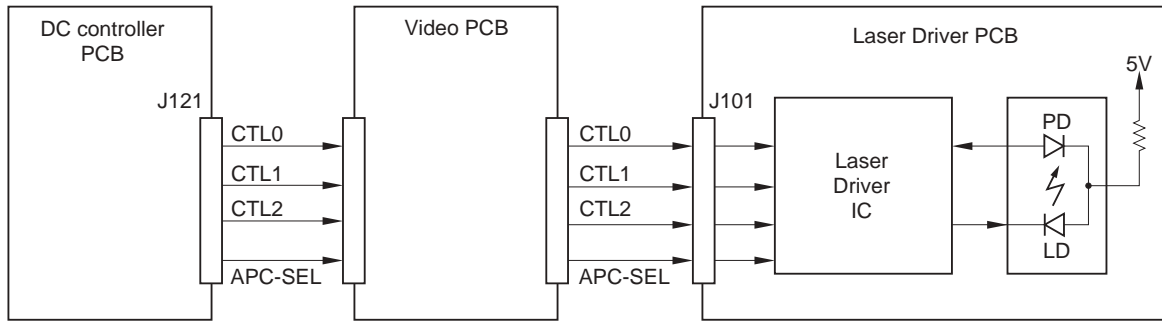 DC controller
PCB
Video PCB
Laser Driver PCB
J121
J101
5V
CTL0
CTL1
CTL2
APC-SEL
CTL0
CTL1
CTL2
APC-SEL
Laser
Driver
IC
PD
LD